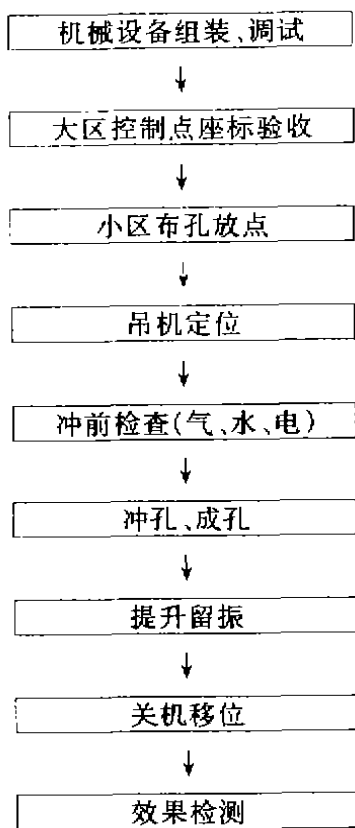 机械设备组装、调试
大区控制点座标验收
小区布孔放点
吊机定位
冲前检查(气、水、电)
冲孔、成孔
提升留振
关机移位
效果检测